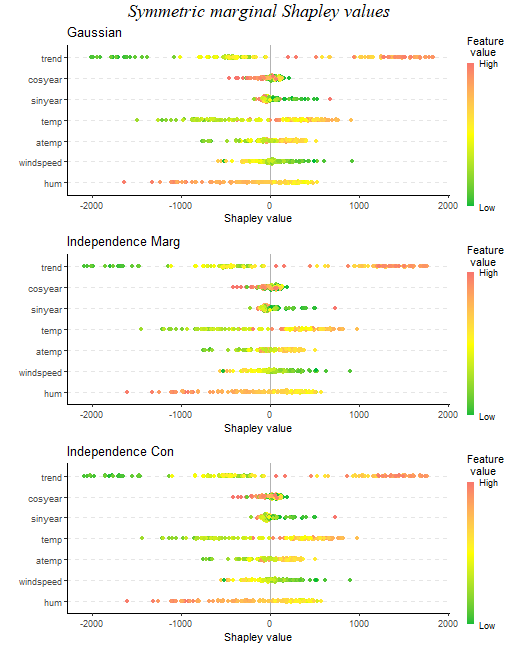 Symmetric marginal Shapley values
Gaussian
trend
cosyear
sinyear
temp
atemp
windspeed
hum
-2000 -1000 0 1000 2000
Shapley value
Feature
value
High
Low
Independence Marg
trend
cosyear
sinyear
temp
atemp
windspeed
hum
-2000 -1000 0 1000 2000
Shapley value
Feature
value
High
Low
Independence Con
trend
cosyear
sinyear
temp
atemp
windspeed
hum
-2000 -1000 0 1000 2000
Shapley value
Feature
value
High
Low